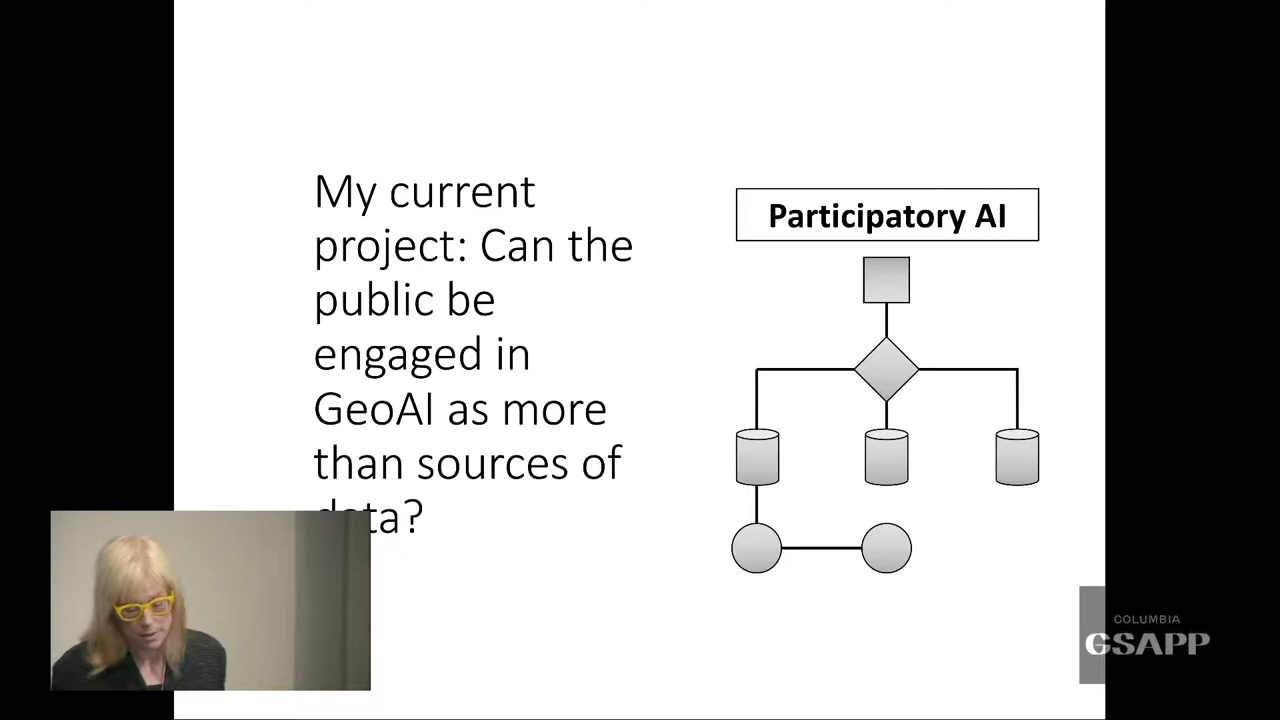 My current
project: Can the
public be
engaged in
GeoAI as more
than sources of
data?
Participatory AI
COLUMBIA
GSAPP